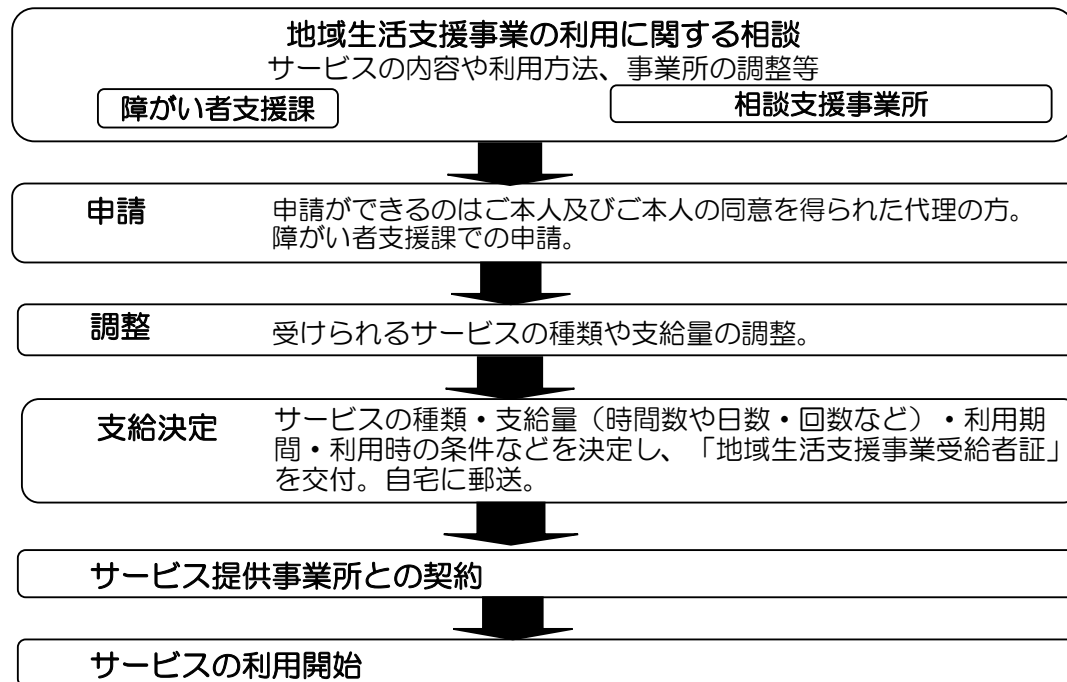 地域生活支援事業の利用に関する相談
サービスの内容や利用方法、事業所の調整等
障がい者支援課
相談支援事業所
申請
申請ができるのはご本人及びご本人の同意を得られた代理の方。
障がい者支援課での申請。
調整
受けられるサービスの種類や支給量の調整。
支給決定
サービスの種類・支給量（時間数や日数・回数など）・利用期
間・利用時の条件などを決定し、「地域生活支援事業受給者証」
を交付。自宅に郵送。
サービス提供事業所との契約
サービスの利用開始